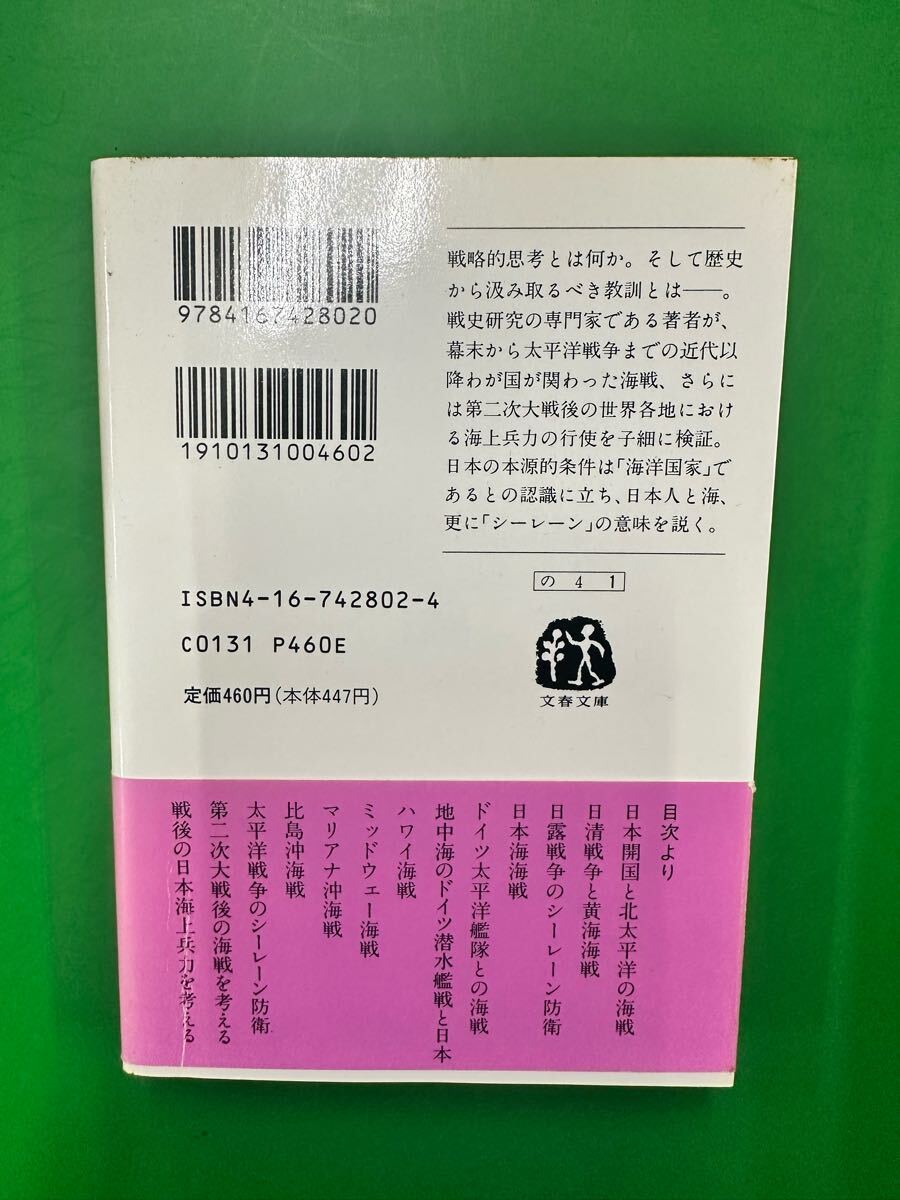 9784167428020
1910131004602
戦略的思考とは何か。そして歴史
から汲み取るべき教訓とは――。
戦史研究の専門家である著者が、
幕末から太平洋戦争までの近代以
降わが国が関わった海戦、さらに
は第二次大戦後の世界各地におけ
る海上兵力の行使を子細に検証。
日本の本源的条件は「海洋国家」で
あるとの認識に立ち、日本人と海、
更に「シーレーン」の意味を説く。
の 4 1
文春文庫
ISBN4-16-742802-4
C0131 P460E
定価460円(本体447円)
目次より
日本開国と北太平洋の海戦
日清戦争と黄海海戦
日露戦争のシーレーン防衛
日本海海戦
ドイツ太平洋艦隊との海戦
地中海のドイツ潜水艦戦と日本
ハワイ海戦
ミッドウェー海戦
マリアナ沖海戦
比島沖海戦
太平洋戦争のシーレーン防衛
第二次大戦後の海戦を考える
戦後の日本海上兵力を考える